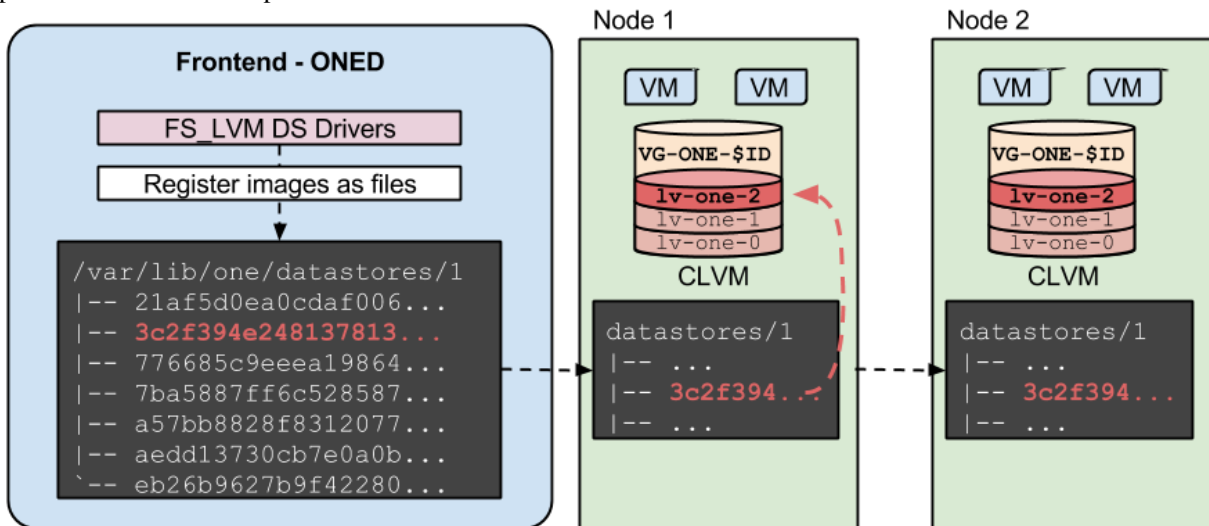 Frontend - ONED
FS_LVM DS Drivers
Register images as files
/var/lib/one/datastores/1
|-- 21af5d0ea0cdaf006...
|-- 3c2f394e248137813...
|-- 776685c9eeea19864...
|-- 7ba5887ff6c528587...
|-- a57bb8828f8312077...
|-- aedd13730cb7e0a0b...
`-- eb26b9627b9f42280...
Node 1
VM VM
VG-ONE-$ID
lv-one-2
lv-one-1
lv-one-0
CLVM
datastores/1
|-- ...
|-- 3c2f394...
|-- ...
Node 2
VM VM
VG-ONE-$ID
lv-one-2
lv-one-1
lv-one-0
CLVM
datastores/1
|-- ...
|-- 3c2f394...
|-- ...